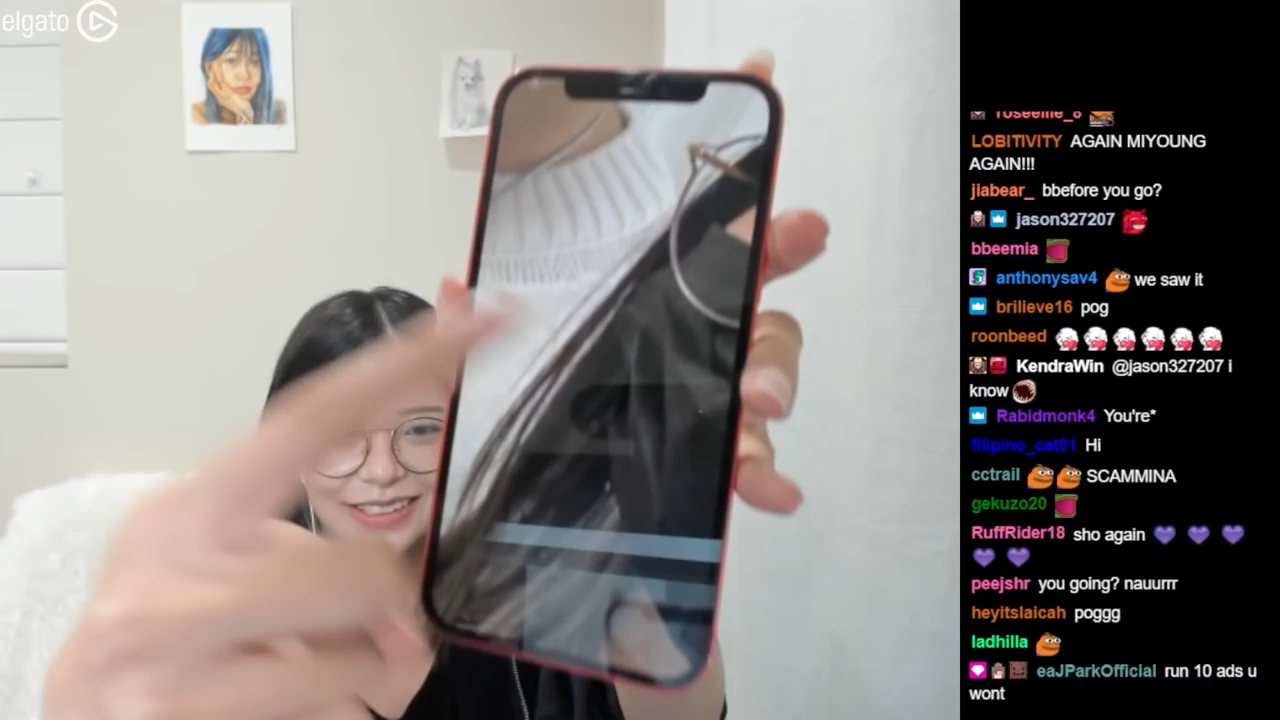 elgato
roseeme_8
LOBITIVITY AGAIN MIYOUNG
AGAIN!!!
jiabear_ bbefore you go?
jason327207
bbeemia
anthonysav4 we saw it
brilieve16 pog
roonbeed
KendraWin @jason327207 i
know
Rabidmonk4 You're*
filipino_cat01 Hi
cctrail SCAMMINA
gekuzo20
RuffRider18 sho again
peejshr you going? nauurrr
heyitslaicah poggg
ladhilla
eaJParkOfficial run 10 ads u
wont